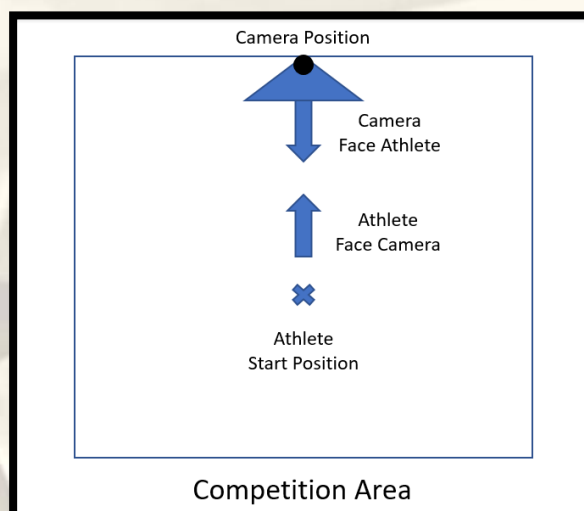 Camera Position
Camera
Face Athlete
Athlete
Face Camera
Athlete
Start Position
Competition Area